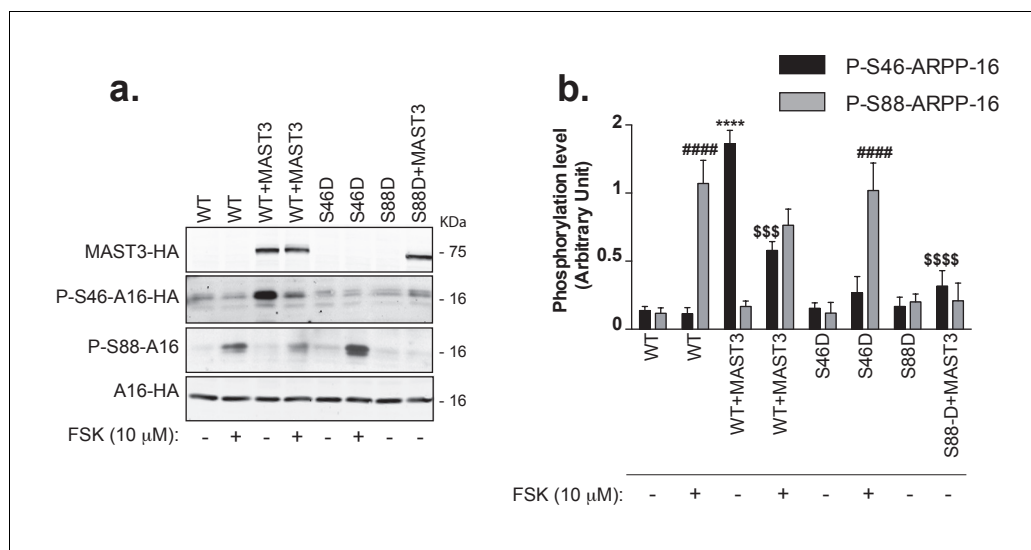 a.
WT
WT
WT+MAST3
WT+MAST3
S46D
S46D
S88D
S88D+MAST3
KDa
MAST3-HA
- 75
P-S46-A16-HA
- 16
P-S88-A16
- 16
A16-HA
- 16
FSK (10 µM): - + - + - + - -
b.
P-S46-ARPP-16
P-S88-ARPP-16
Phosphorylation level
(Arbitrary Unit)
2
1
0.5
0
####
****
$$$
####
$$$$
WT
WT
WT+MAST3
WT+MAST3
S46D
S46D
S88D
S88-D+MAST3
FSK (10 µM): - + - + - + - -